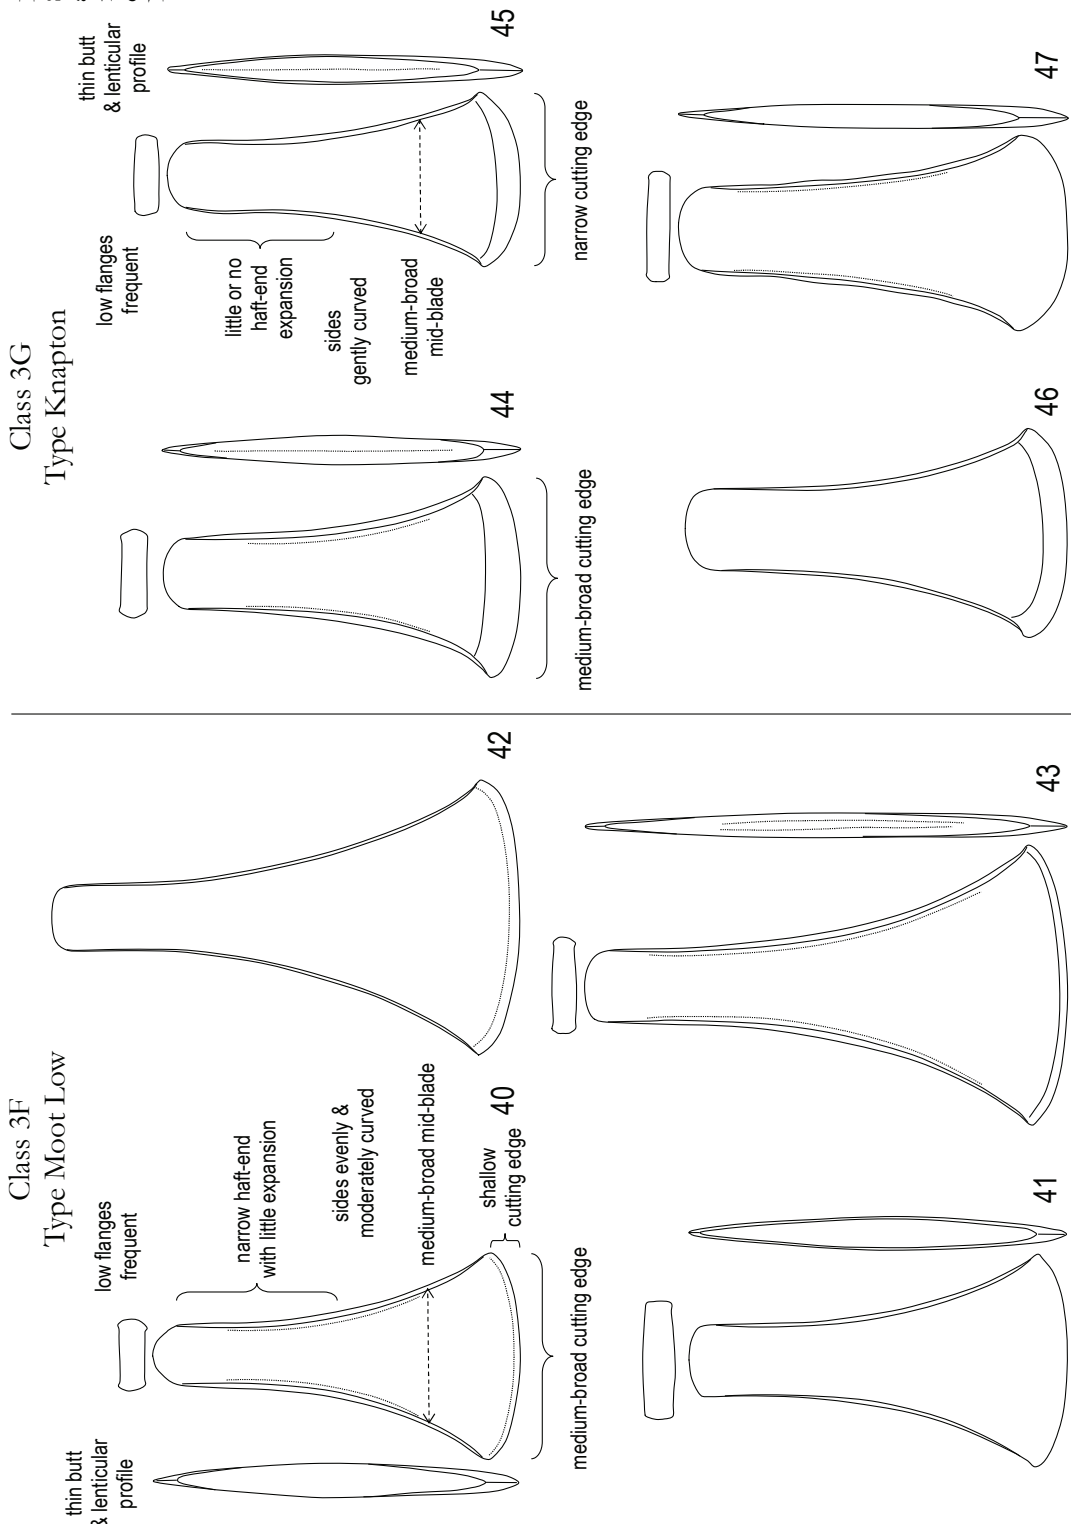 Class 3F
Type Moot Low
thin butt
& lenticular
profile
low flanges
frequent
narrow haft-end
with little expansion
sides evenly &
moderately curved
medium-broad mid-blade
shallow
cutting edge
medium-broad cutting edge
40
42
41
43
Class 3G
Type Knapton
medium-broad cutting edge
44
low flanges
frequent
thin butt
& lenticular
profile
little or no
haft-end
expansion
sides
gently curved
medium-broad
mid-blade
narrow cutting edge
45
46
47